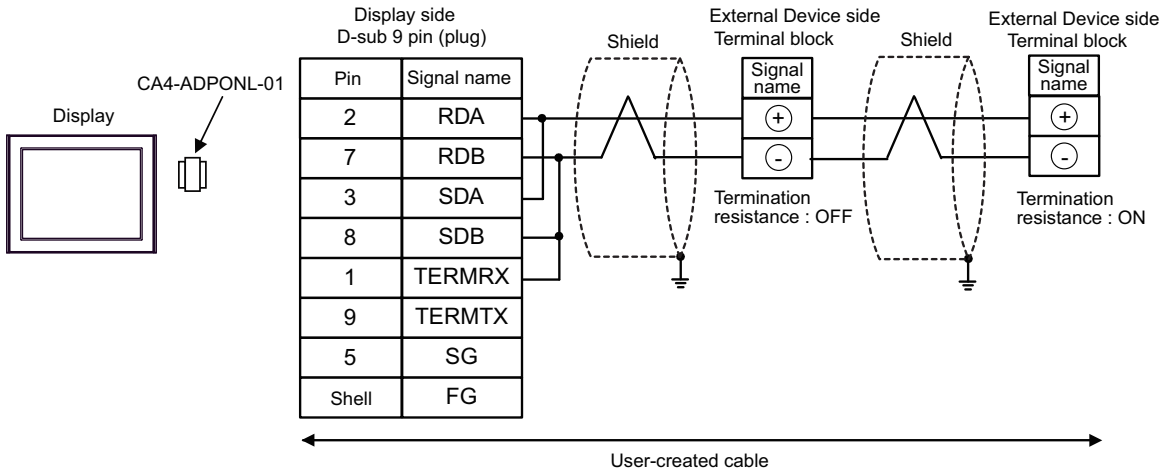 Display side
D-sub 9 pin (plug)
External Device side
Terminal block
External Device side
Terminal block
Shield
Shield
CA4-ADPONL-01
Display
Pin Signal name
2 RDA
7 RDB
3 SDA
8 SDB
1 TERMRX
9 TERMTX
5 SG
Shell FG
Signal
name
+
-
Termination
resistance : OFF
Signal
name
+
-
Termination
resistance : ON
User-created cable